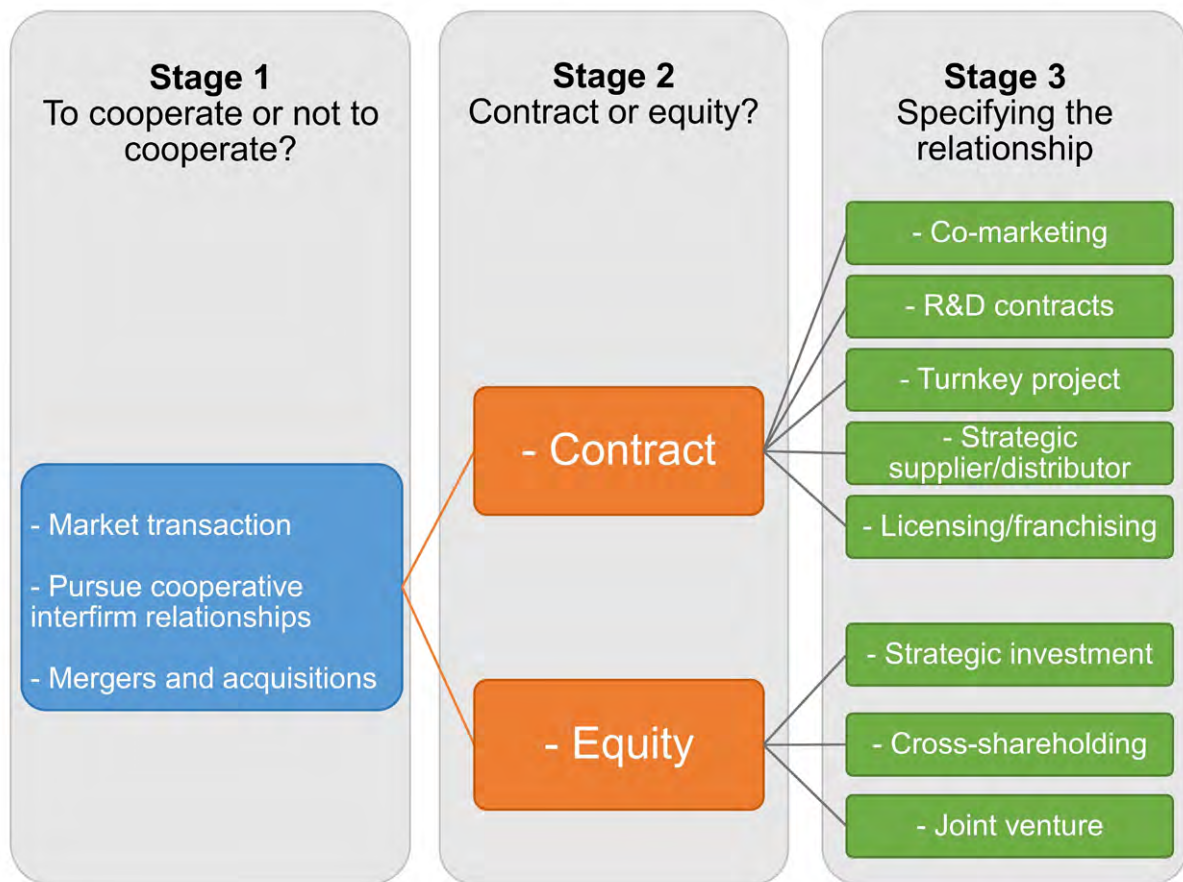 Stage 1
To cooperate or not to
cooperate?
- Market transaction
- Pursue cooperative
interfirm relationships
- Mergers and acquisitions
Stage 2
Contract or equity?
- Contract
- Equity
Stage 3
Specifying the
relationship
- Co-marketing
- R&D contracts
- Turnkey project
- Strategic
supplier/distributor
- Licensing/franchising
- Strategic investment
- Cross-shareholding
- Joint venture